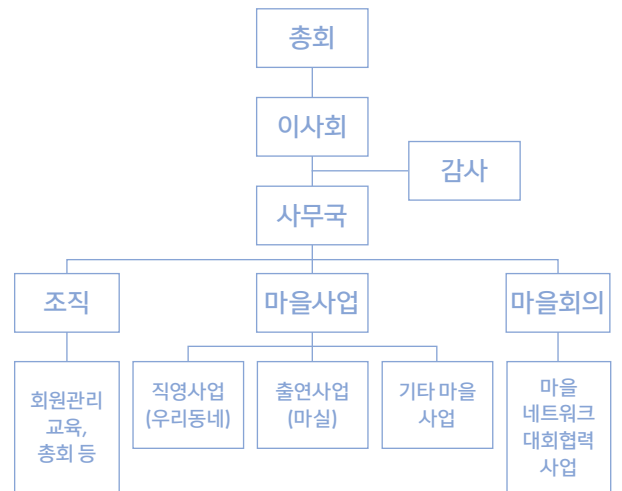 총회
이사회
감사
사무국
조직
마을사업
마을회의
회원관리
교육,
총회 등
직영사업
(우리동네)
출연사업
(마실)
기타 마을
사업
마을
네트워크
대회협력
사업